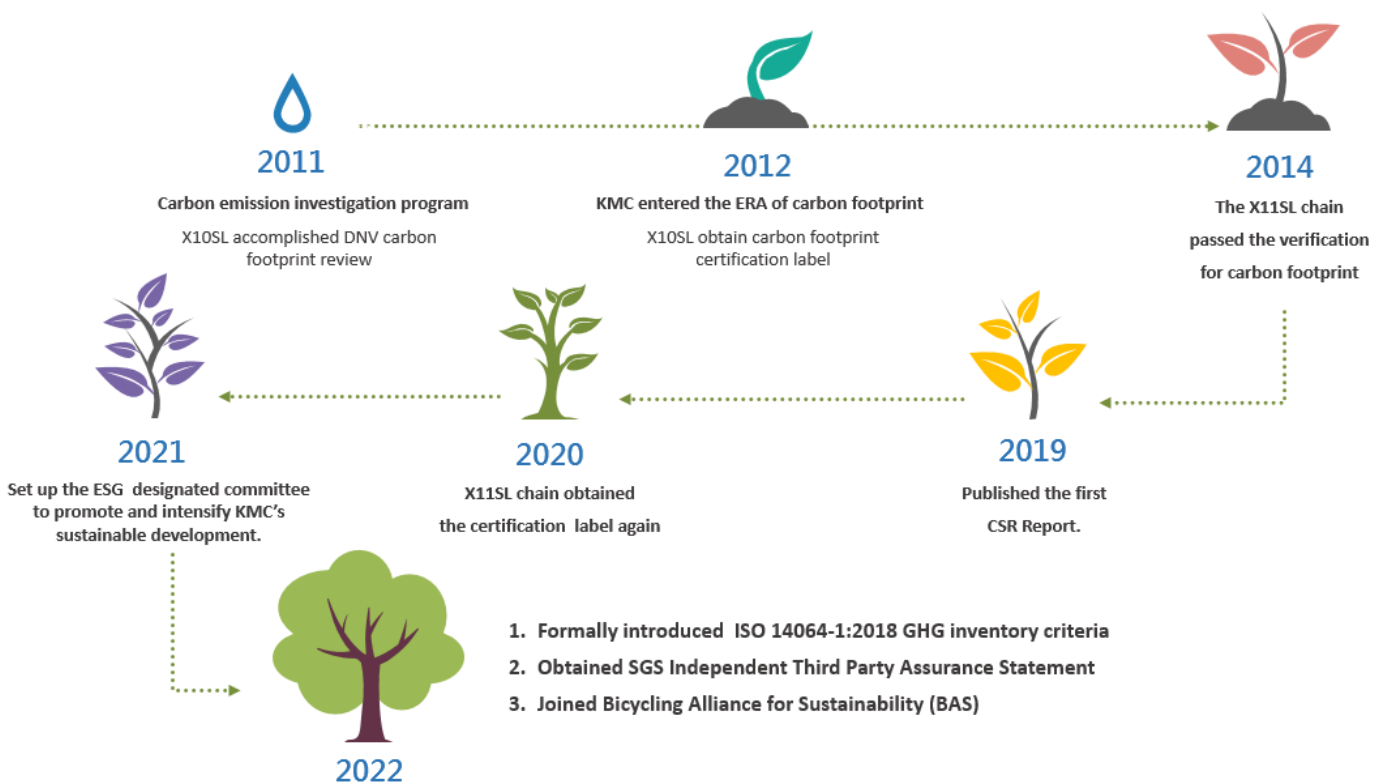 2011
Carbon emission investigation program
X10SL accomplished DNV carbon
footprint review
2012
KMC entered the ERA of carbon footprint
X10SL obtain carbon footprint
certification label
2014
The X11SL chain
passed the verification
for carbon footprint
2019
Published the first
CSR Report.
2020
X11SL chain obtained
the certification label again
2021
Set up the ESG designated committee
to promote and intensify KMC's
sustainable development.
2022
1. Formally introduced ISO 14064-1:2018 GHG inventory criteria
2. Obtained SGS Independent Third Party Assurance Statement
3. Joined Bicycling Alliance for Sustainability (BAS)